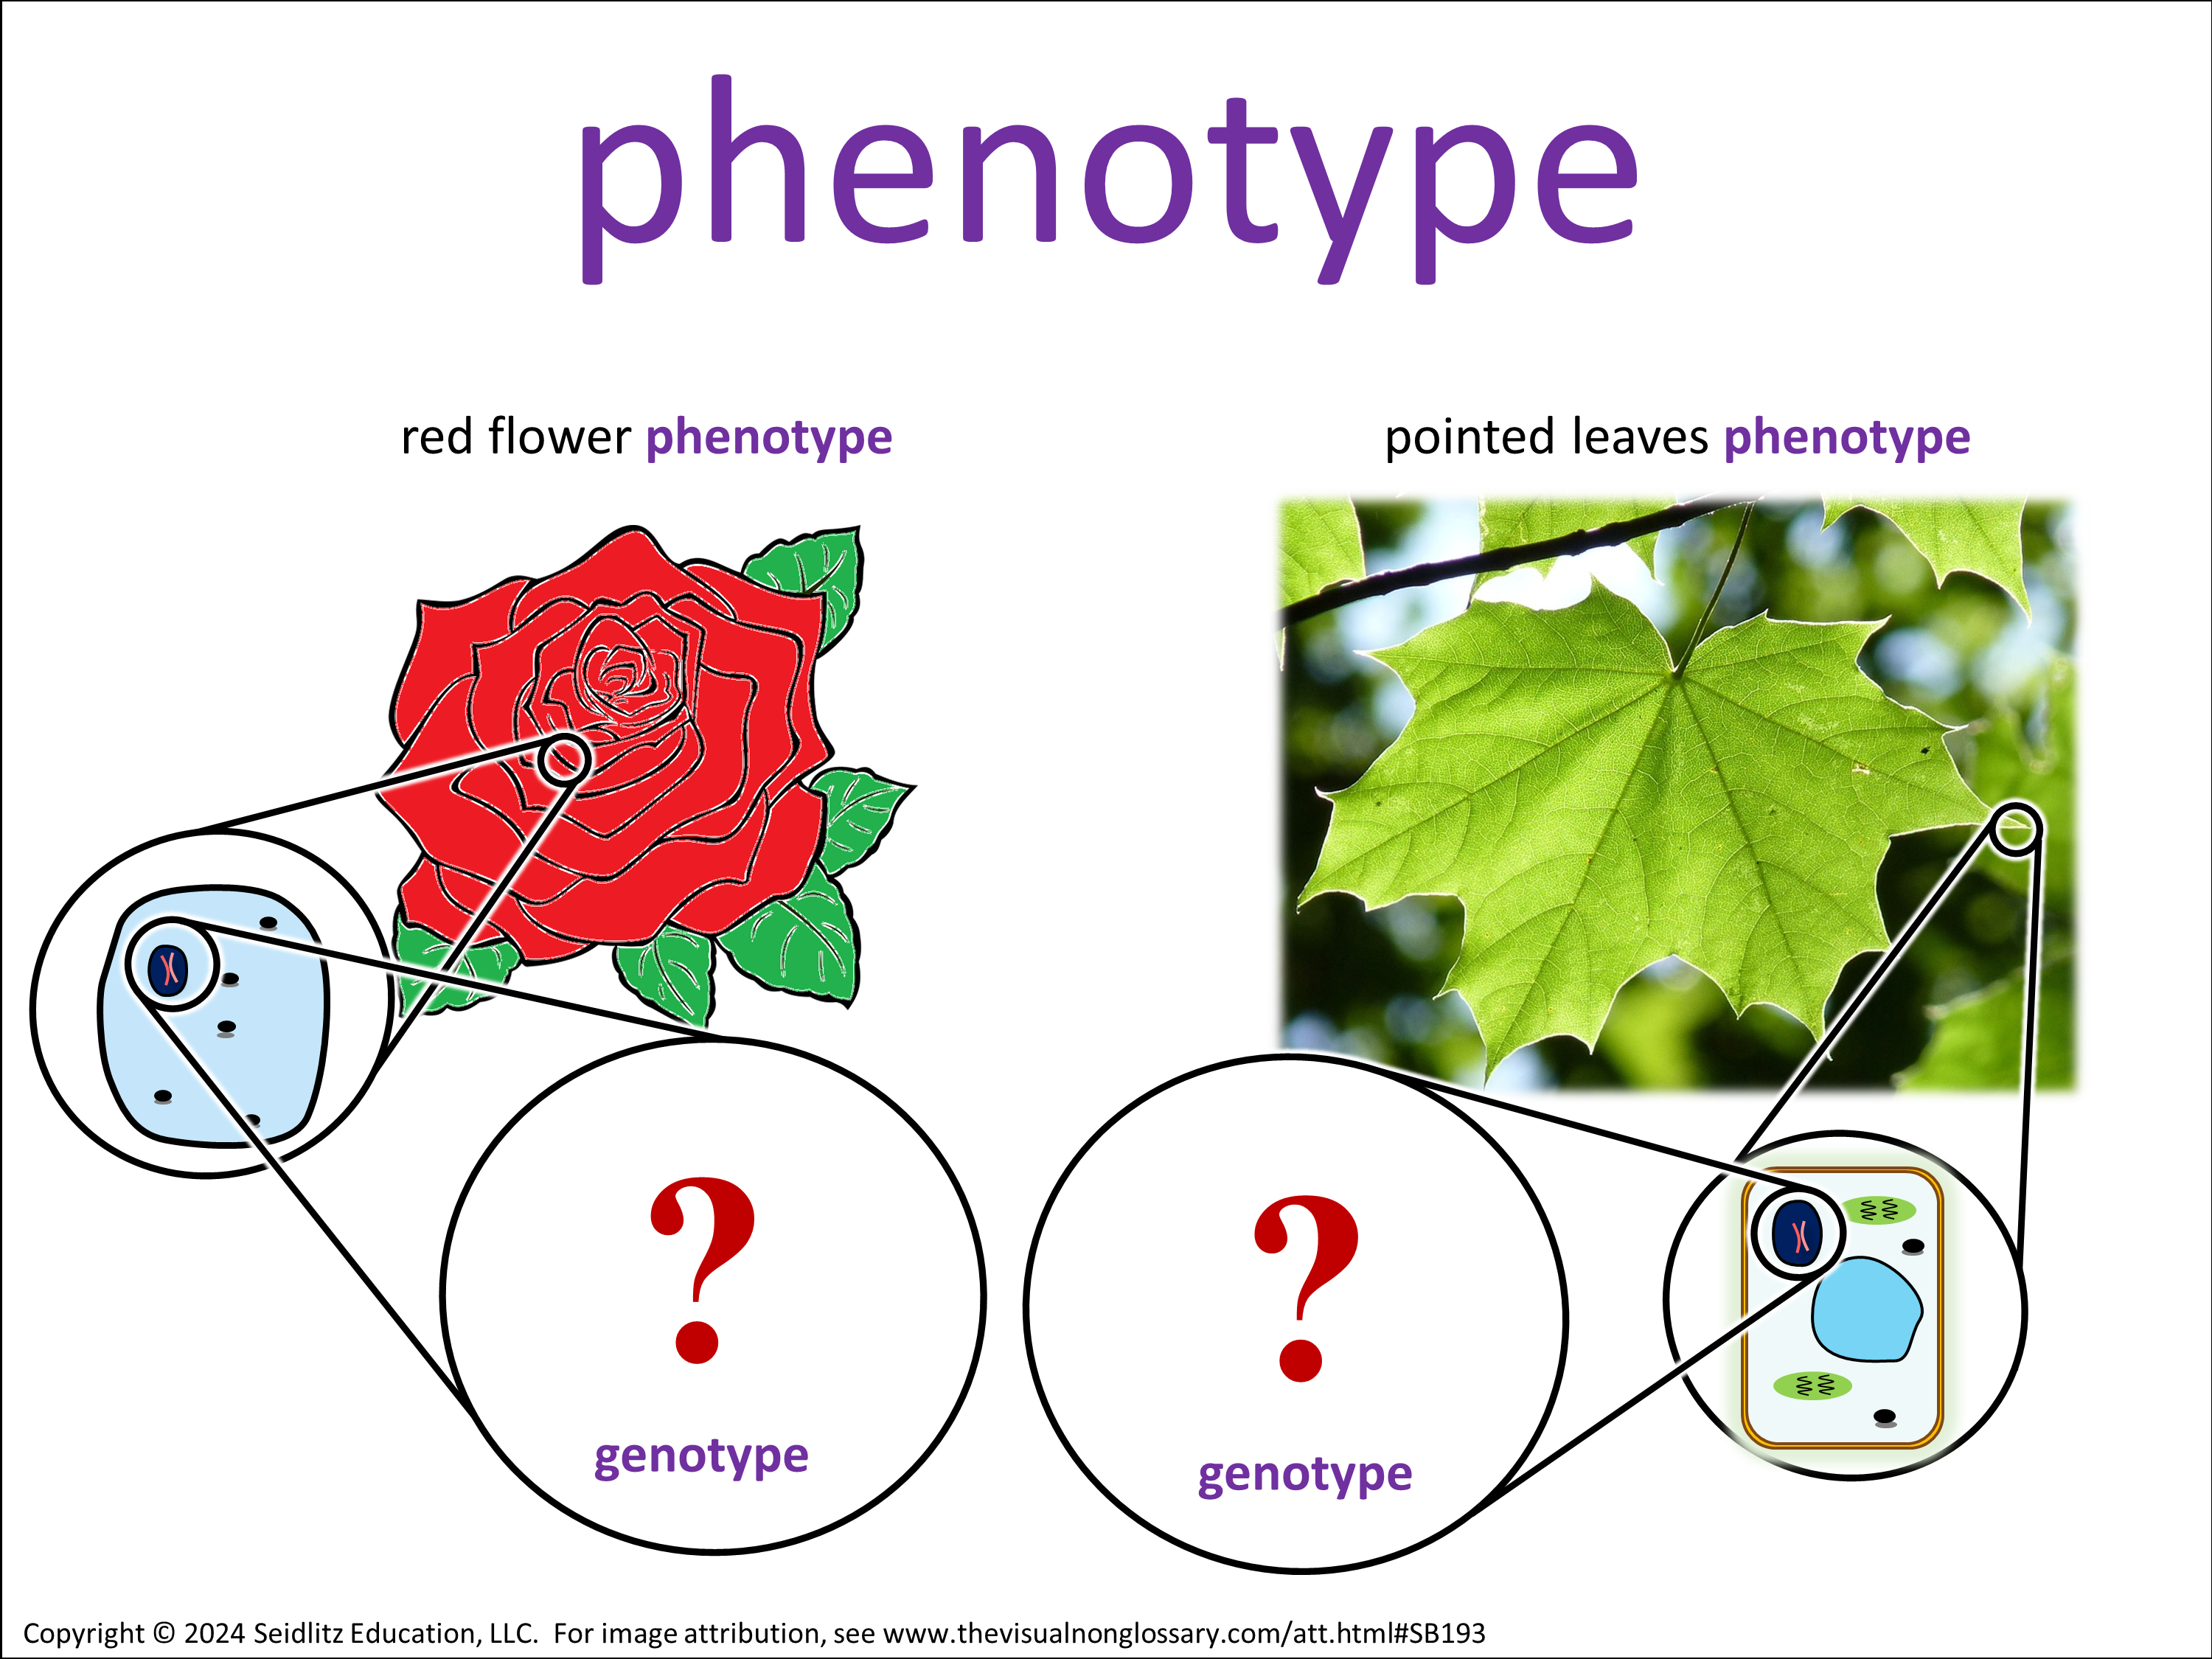 phenotype
red flower phenotype
pointed leaves phenotype
?
genotype
?
genotype
Copyright © 2024 Seidlitz Education, LLC.  For image attribution, see www.thevisualnonglossary.com/att.html#SB193